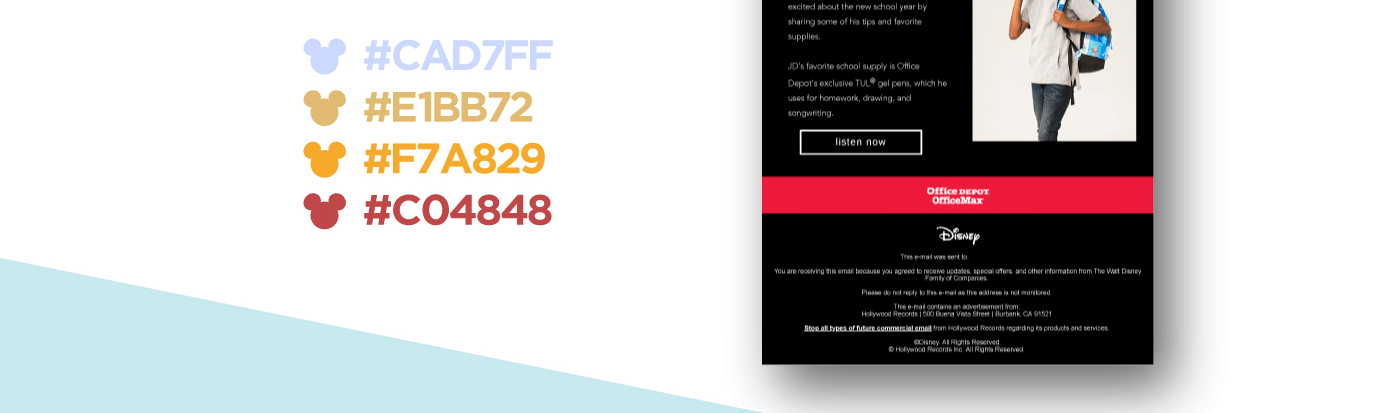 #CAD7FF
#E1BB72
#F7A829
#C04848
excited about the new school year by
sharing some of his tips and favorite
supplies.
JD's favorite school supply is Office
Depot's exclusive TUL® gel pens, which he
uses for homework, drawing, and
songwriting.
listen now
Office DEPOT
OfficeMax
Disney
This e-mail was sent to:
You are receiving this email because you agreed to receive updates, special offers, and other information from The Walt Disney
Family of Companies.
Please do not reply to this e-mail as this address is not monitored.
This e-mail contains an advertisement from:
Hollywood Records | 500 Buena Vista Street | Burbank, CA 91521
Stop all types of future commercial email from Hollywood Records regarding its products and services.
©Disney. All Rights Reserved.
© Hollywood Records Inc. All Rights Reserved